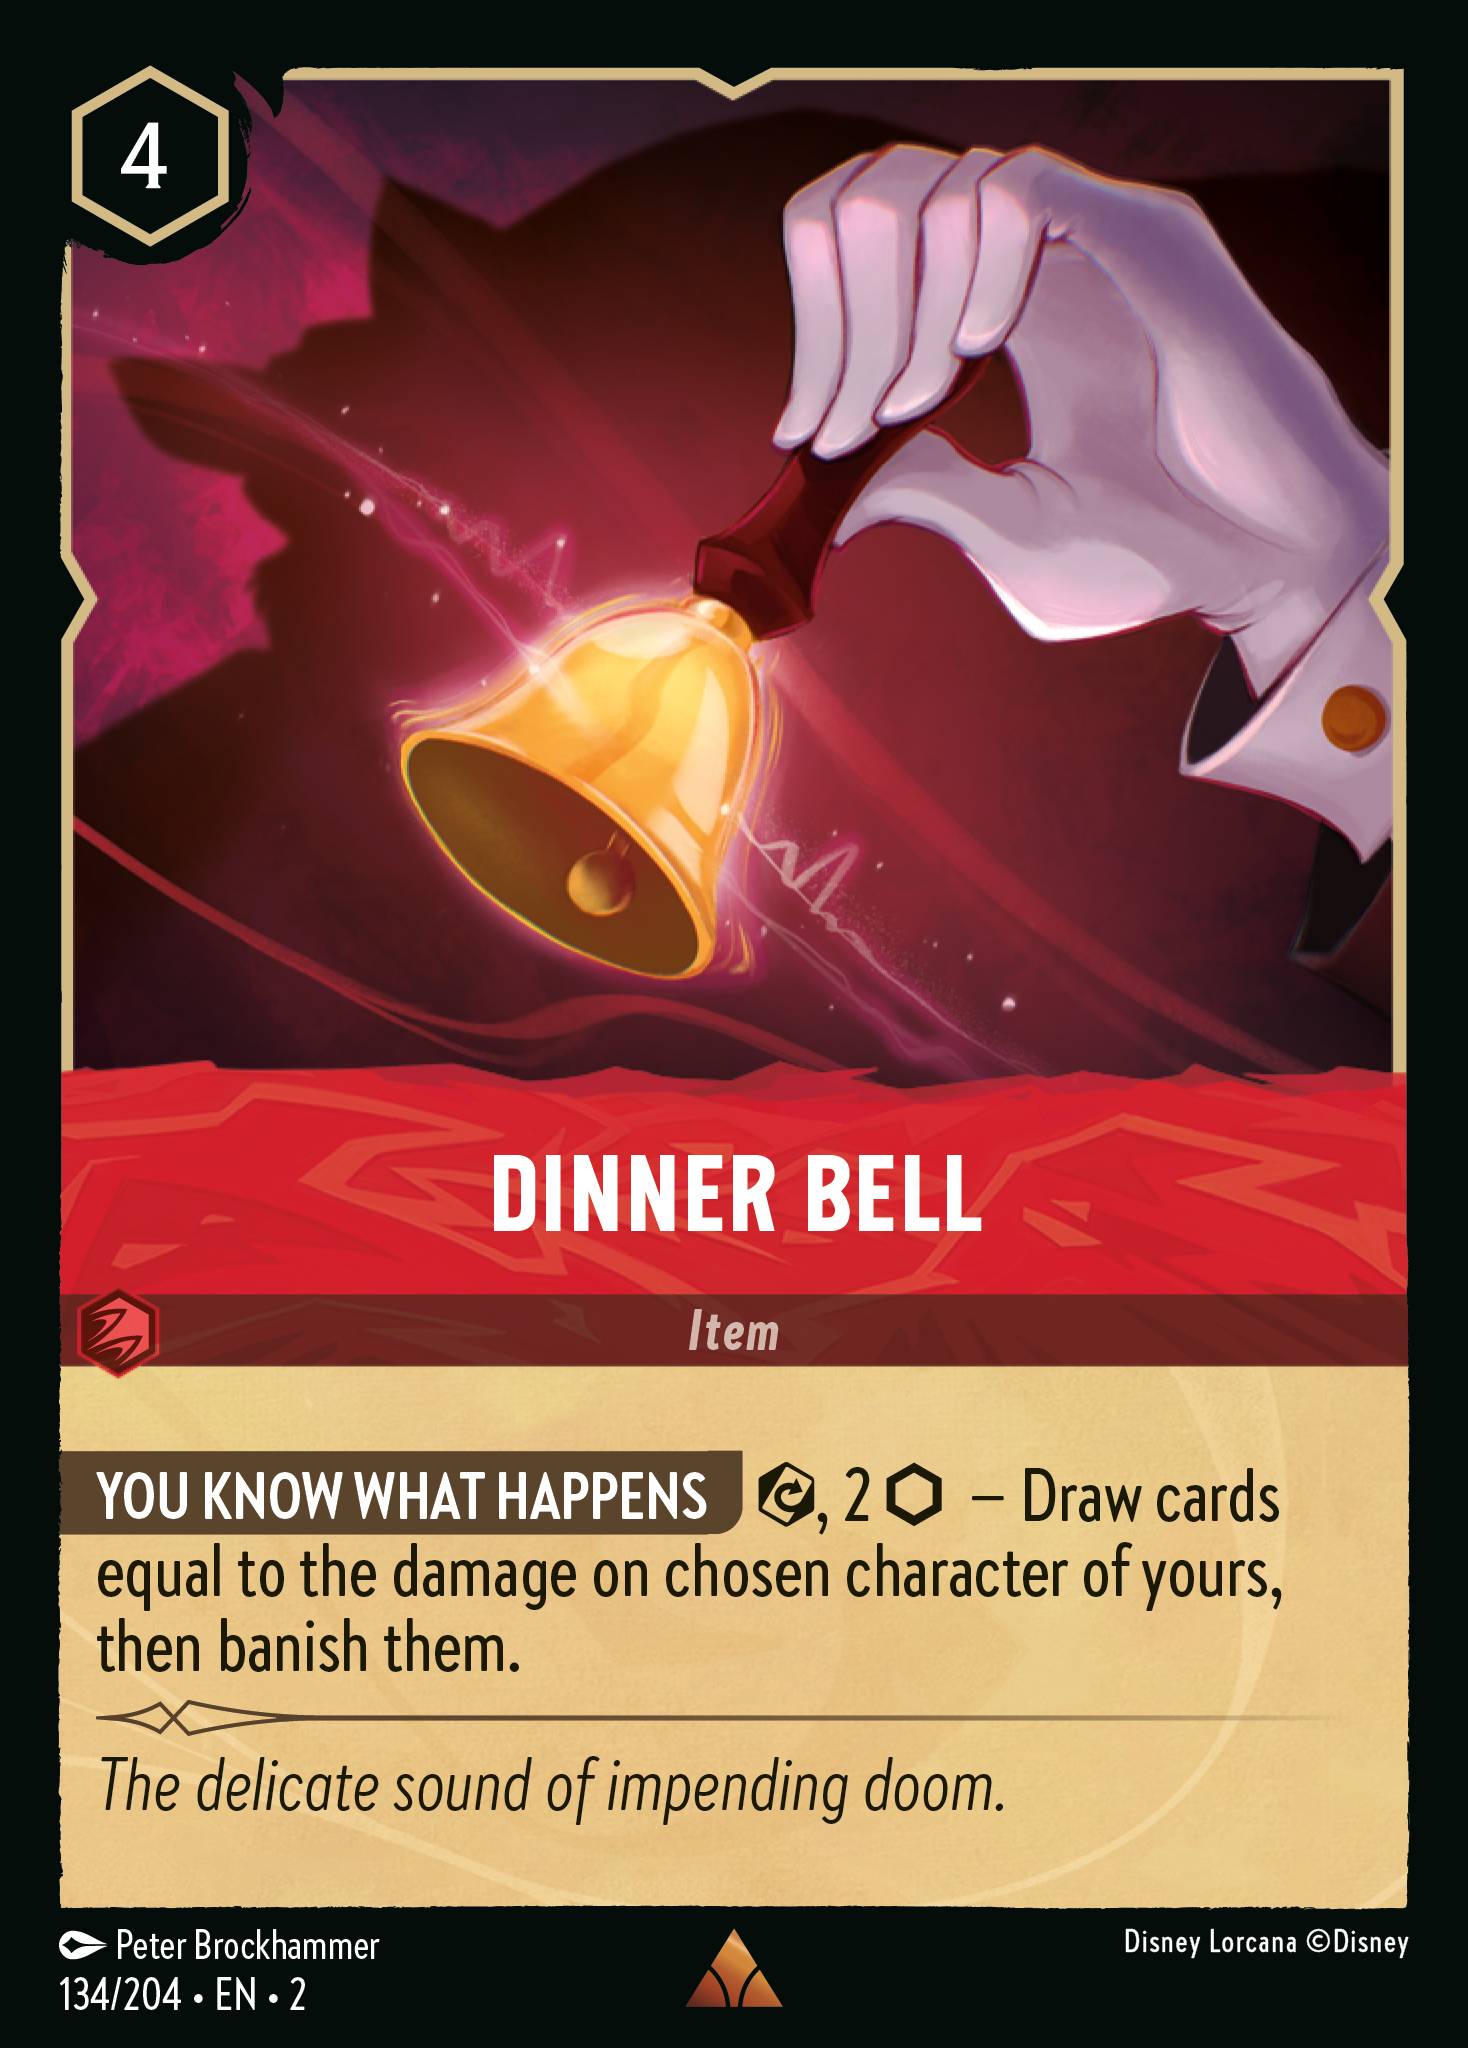 4
DINNER BELL
Item
YOU KNOW WHAT HAPPENS , 2 – Draw cards
equal to the damage on chosen character of yours,
then banish them.
The delicate sound of impending doom.
Peter Brockhammer
Disney Lorcana ©Disney
134/204 • EN • 2